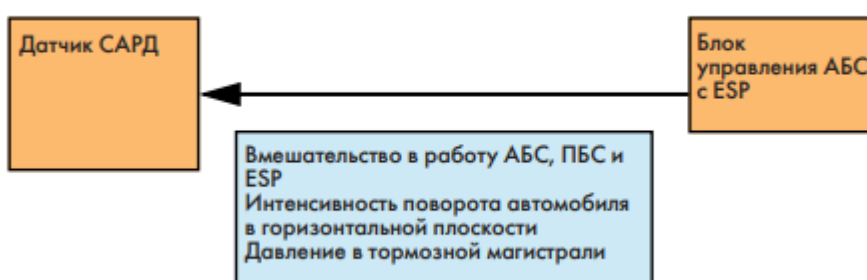 Датчик САРД
Блок
управления АБС
с ESP
Вмешательство в работу АБС, ПБС и
ESP
Интенсивность поворота автомобиля
в горизонтальной плоскости
Давление в тормозной магистрали